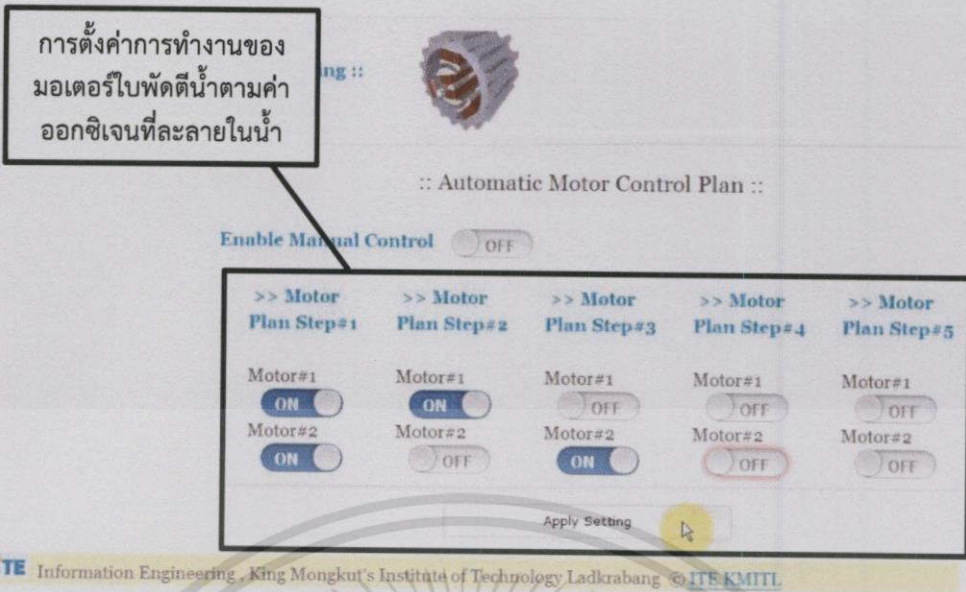 การตั้งค่าการทำงานของ
มอเตอร์ใบพัดตีน้ำตามค่า
ออกซิเจนที่ละลายในน้ำ
ing ::
:: Automatic Motor Control Plan ::
Enable Manual Control OFF
>> Motor Plan Step#1
>> Motor Plan Step#2
>> Motor Plan Step#3
>> Motor Plan Step#4
>> Motor Plan Step#5
Motor#1 Motor#1 Motor#1 Motor#1 Motor#1
ON ON OFF OFF OFF
Motor#2 Motor#2 Motor#2 Motor#2 Motor#2
ON OFF ON OFF OFF
Apply Setting
TE Information Engineering , King Mongkut's Institute of Technology Ladkrabang © ITE KMITL